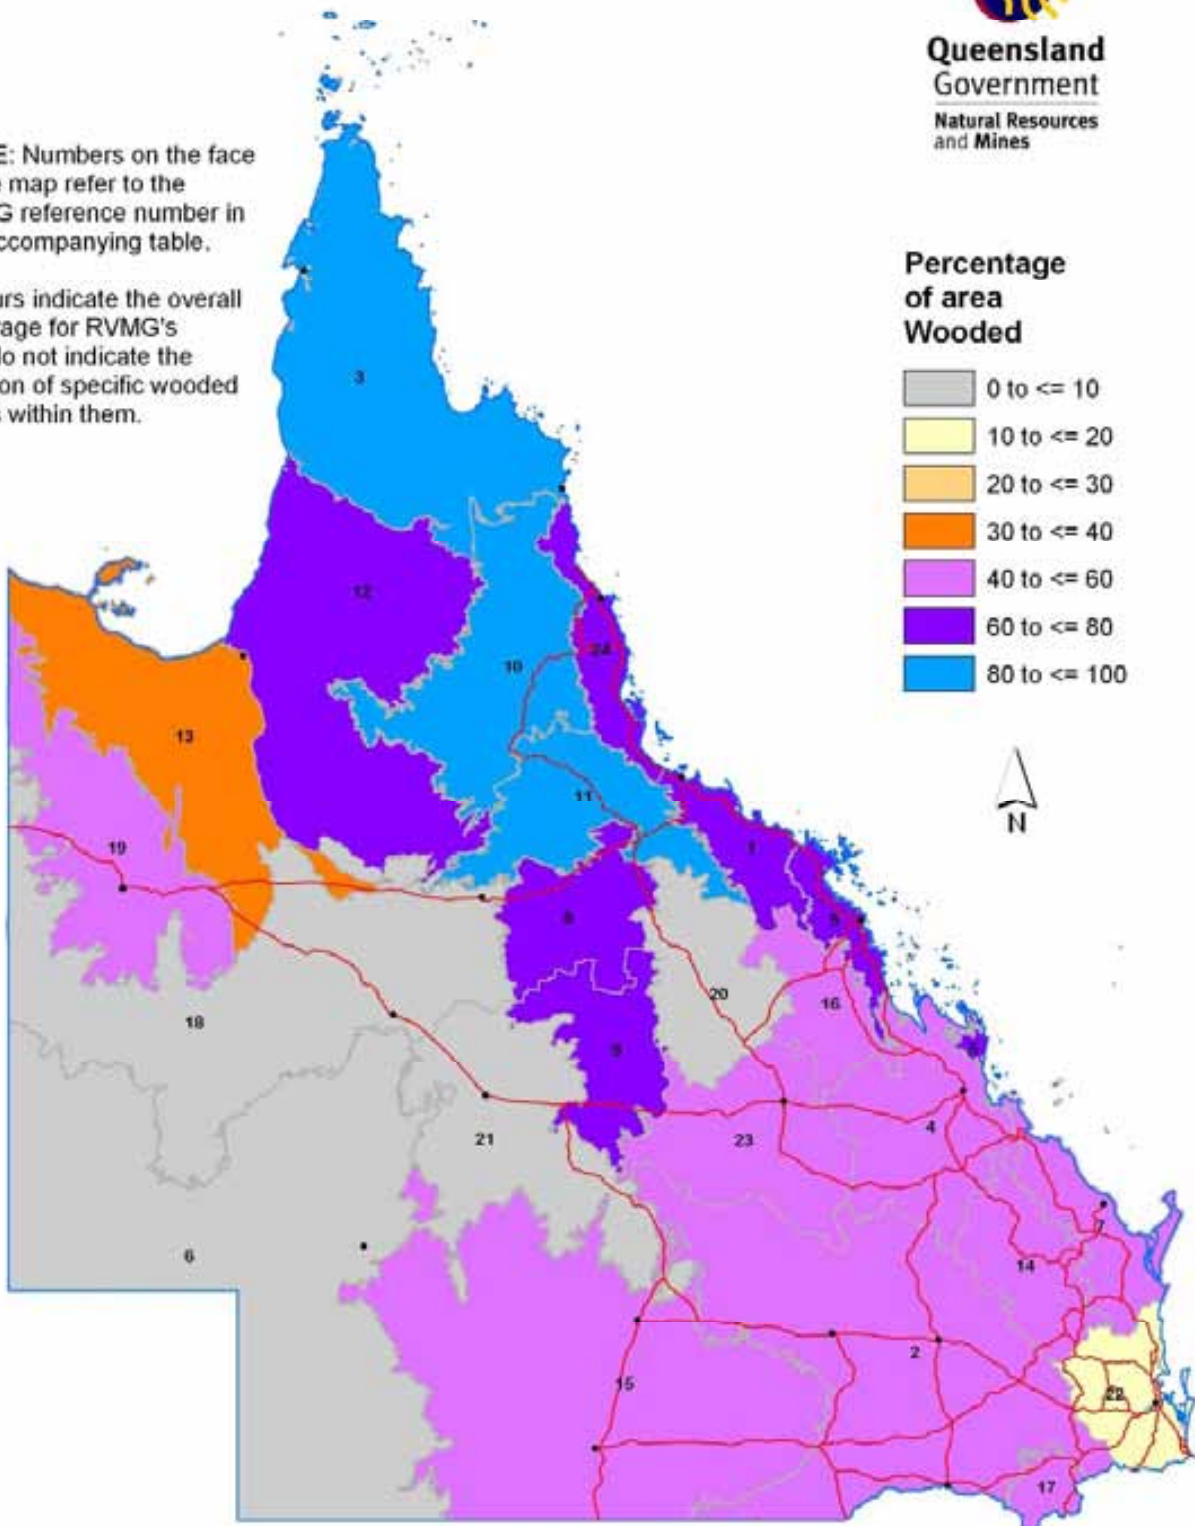 Queensland
Government
Natural Resources
and Mines
E: Numbers on the face
e map refer to the
G reference number in
ccompanying table.
urs indicate the overall
rage for RVMG's
lo not indicate the
on of specific wooded
s within them.
Percentage
of area
Wooded
0 to <= 10
10 to <= 20
20 to <= 30
30 to <= 40
40 to <= 60
60 to <= 80
80 to <= 100
N
3
12
10
24
13
11
19
1
8
5
20
16
18
9
21
23
4
7
6
14
2
15
22
17